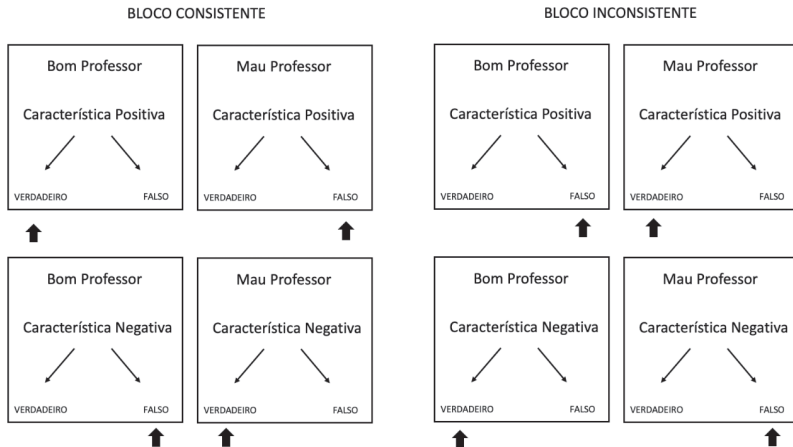 BLOCO CONSISTENTE
Bom Professor
Característica Positiva
VERDADEIRO
FALSO
Mau Professor
Característica Positiva
VERDADEIRO
FALSO
Bom Professor
Característica Negativa
VERDADEIRO
FALSO
Mau Professor
Característica Negativa
VERDADEIRO
FALSO
BLOCO INCONSISTENTE
Bom Professor
Característica Positiva
VERDADEIRO
FALSO
Mau Professor
Característica Positiva
VERDADEIRO
FALSO
Bom Professor
Característica Negativa
VERDADEIRO
FALSO
Mau Professor
Característica Negativa
VERDADEIRO
FALSO